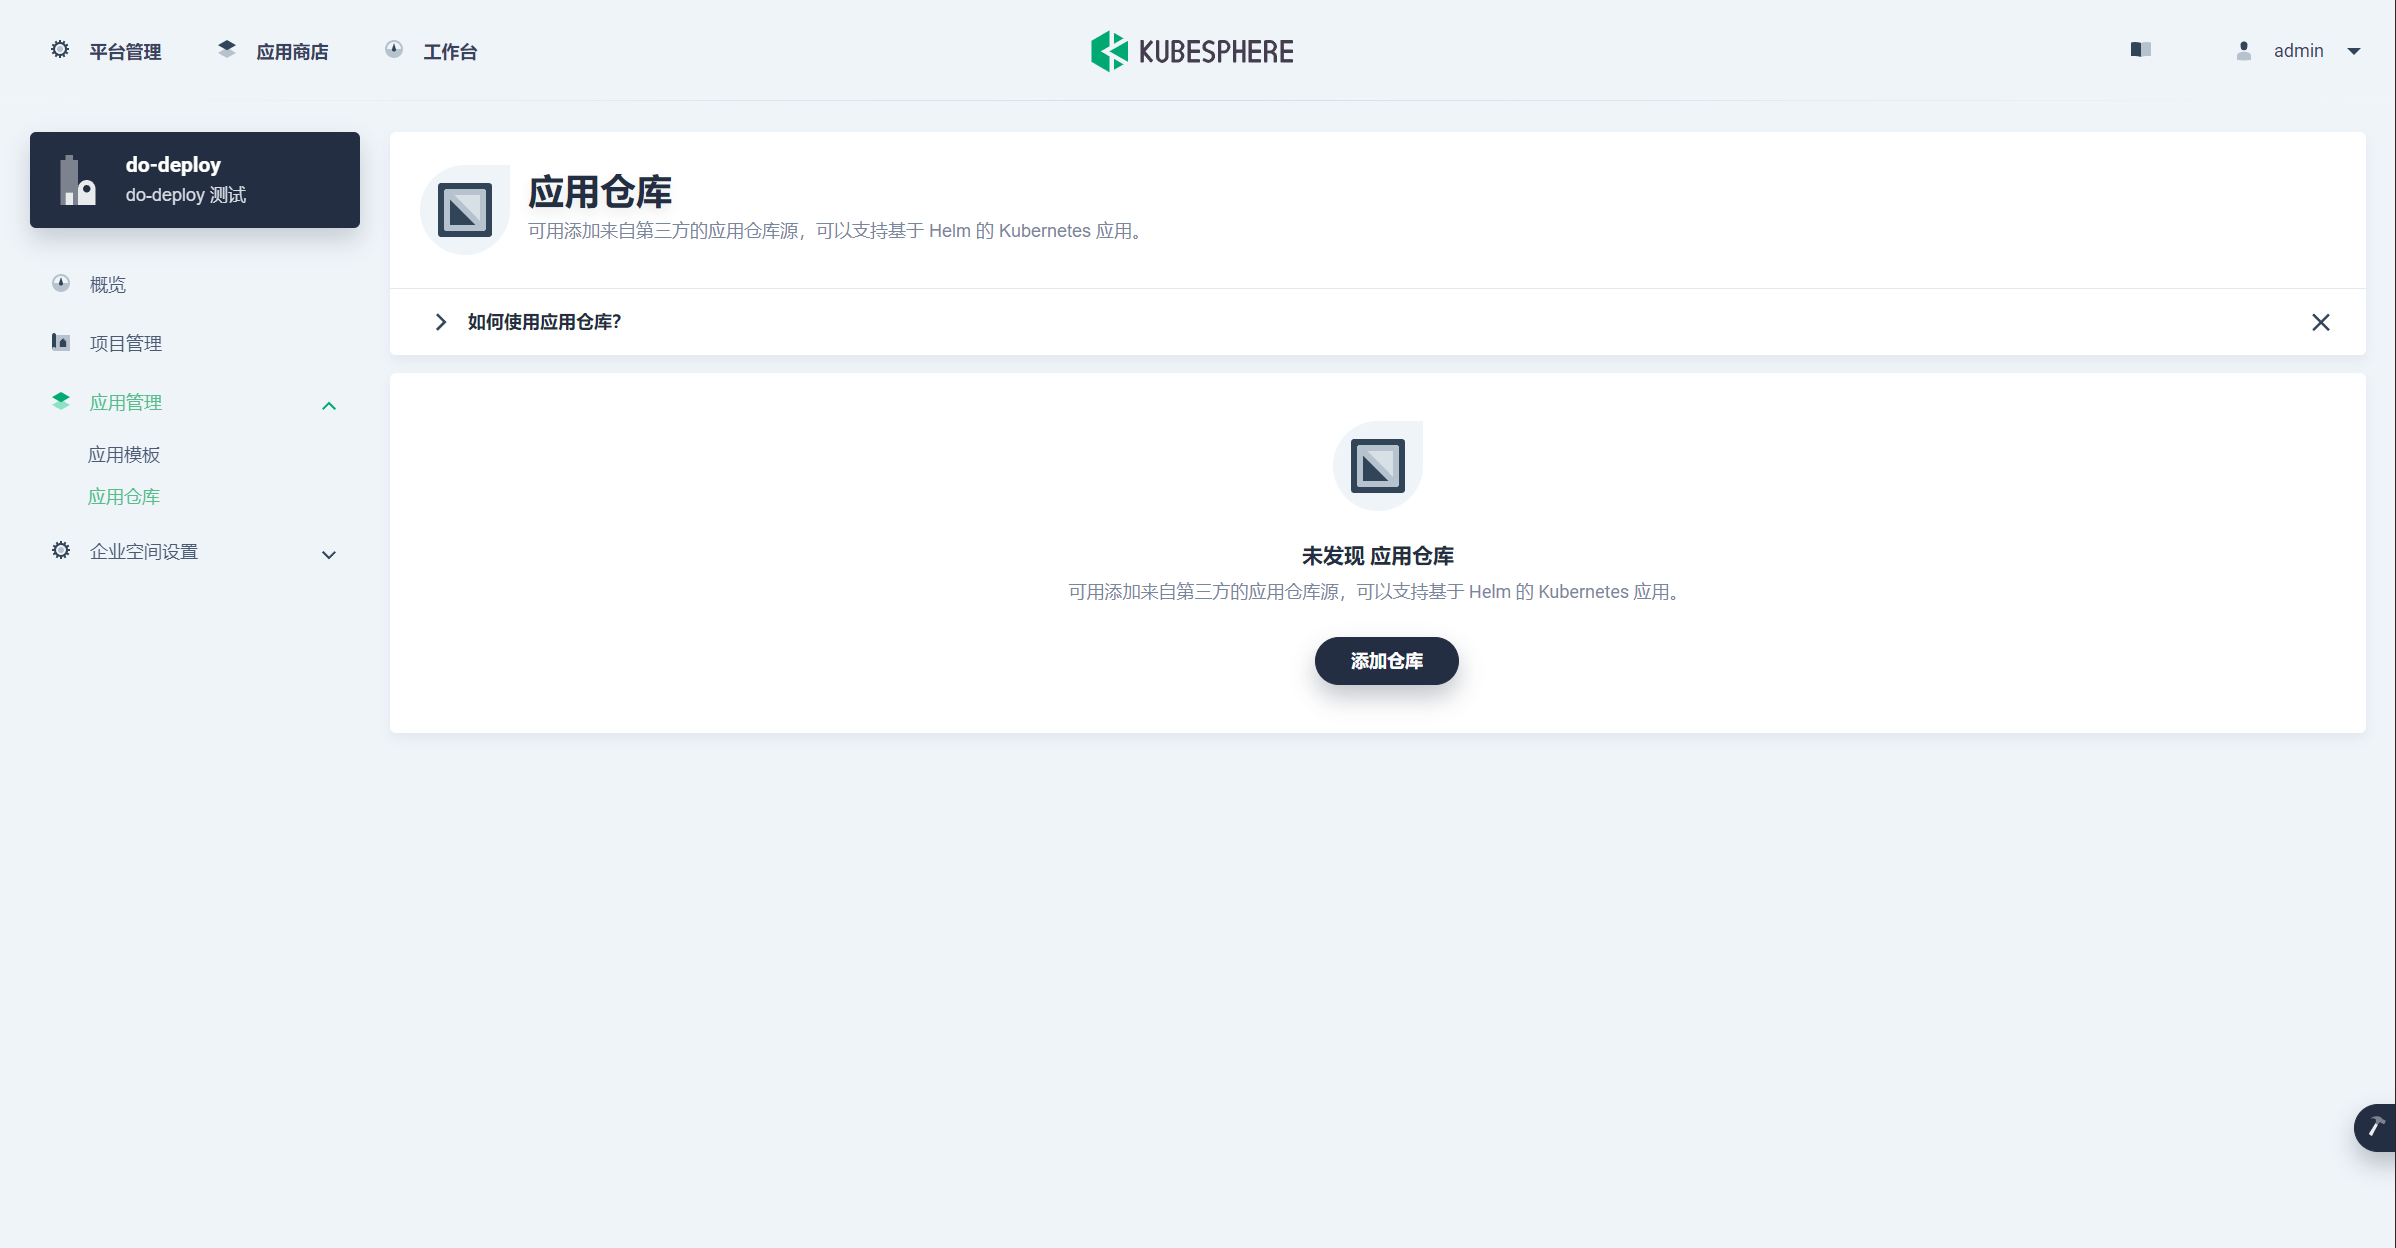 平台管理
应用商店
工作台
KUBESPHERE
admin
do-deploy
do-deploy 测试
概览
项目管理
应用管理
应用模板
应用仓库
企业空间设置
应用仓库
可用添加来自第三方的应用仓库源，可以支持基于 Helm 的 Kubernetes 应用。
如何使用应用仓库?
未发现 应用仓库
可用添加来自第三方的应用仓库源，可以支持基于 Helm 的 Kubernetes 应用。
添加仓库